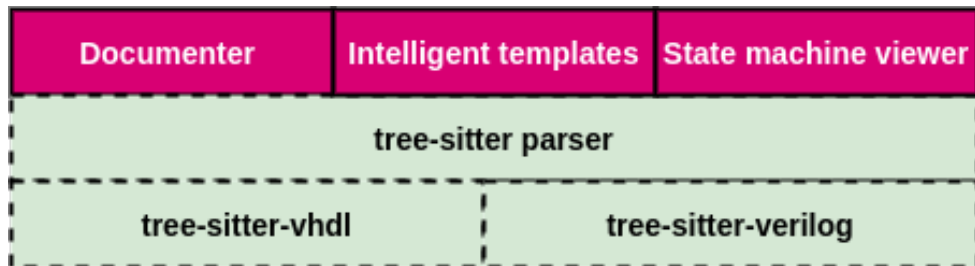 Documenter
Intelligent templates
State machine viewer
tree-sitter parser
tree-sitter-vhdl
tree-sitter-verilog